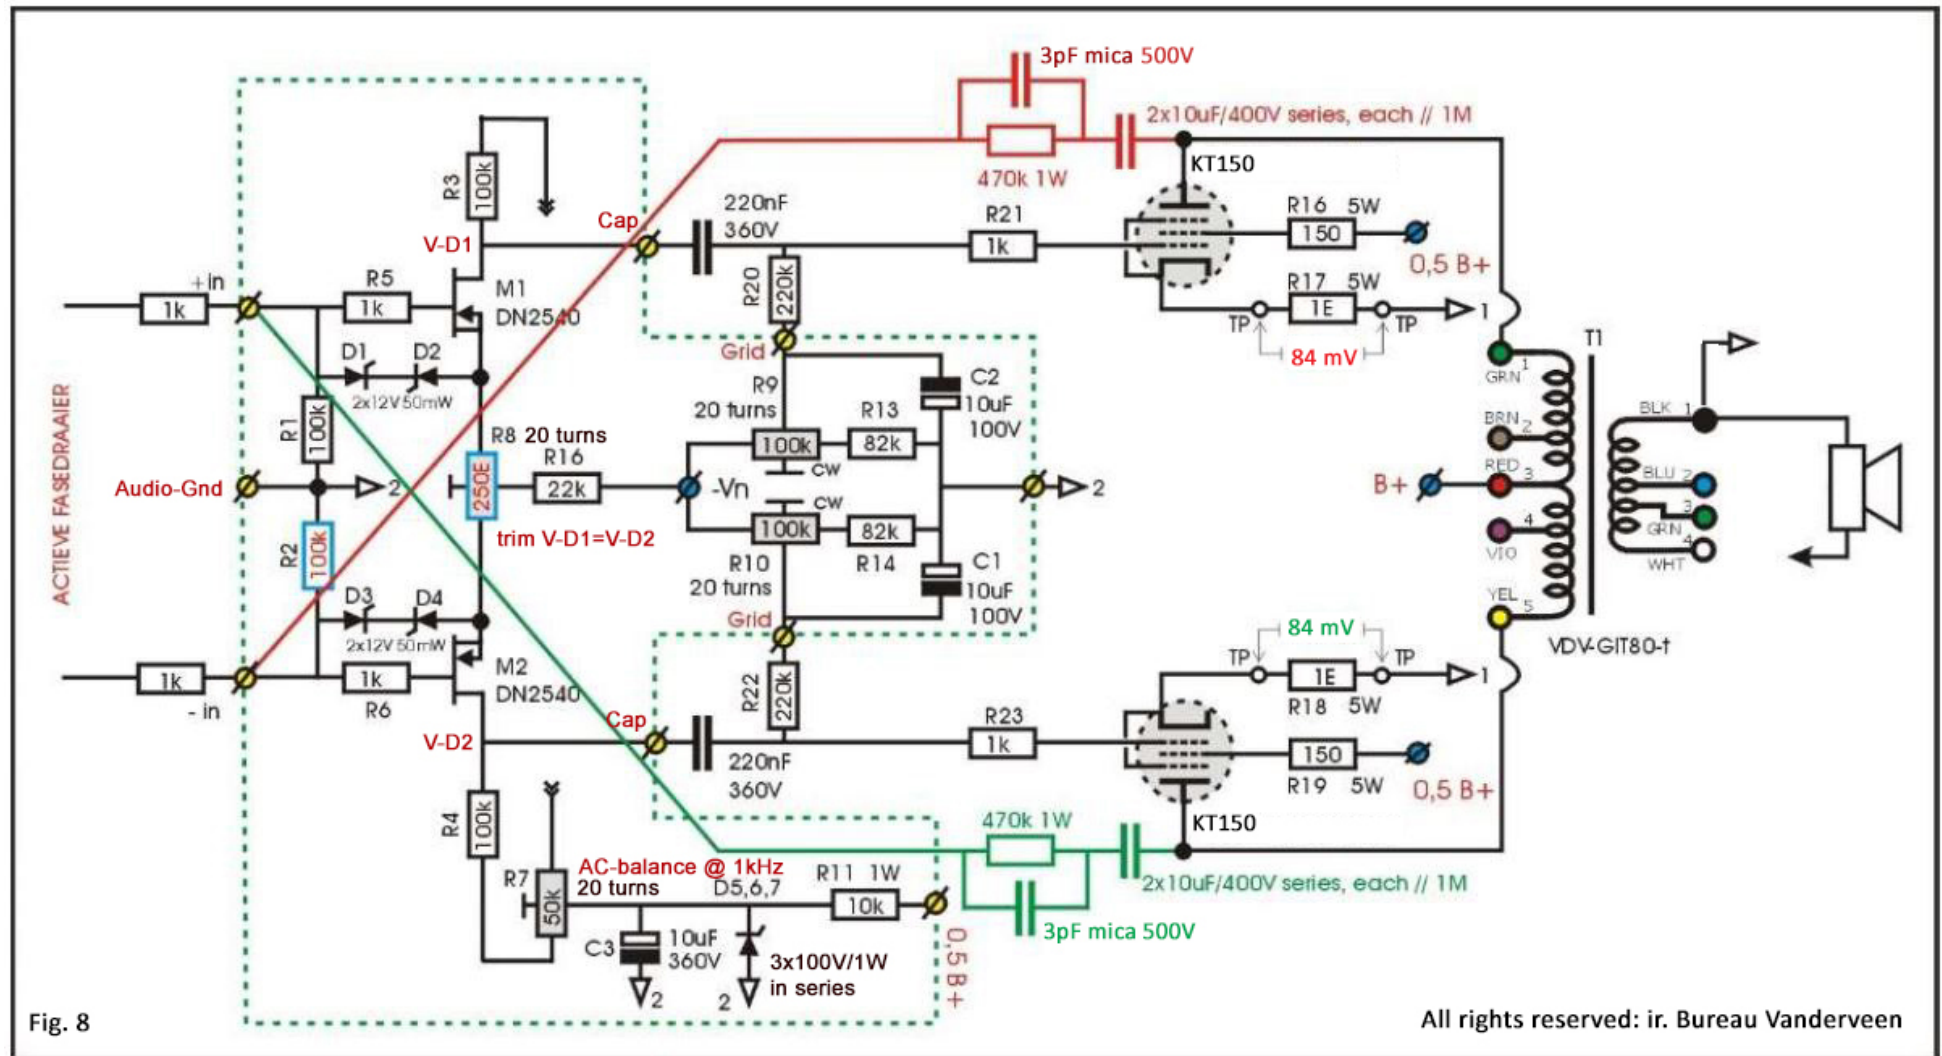 3pF mica 500V
2x10uF/400V series, each // 1M
470k 1W
KT150
R3
100k
Cap
220nF
360V
V-D1
R21
1k
R16 5W
150
0,5 B+
+in
1k
R5
1k
M1
DN2540
R20
220k
R17 5W
1E
TP
TP
1
84 mV
T1
Grid
D1
D2
2x12V 50mW
R9
20 turns
C2
10uF
100V
GRN
1
BRN
2
RED
3
B+
4
VIO
YEL
5
BLK 1
BLU 2
3
GRN
4
WHT
VDV-GIT80-t
ACTIEVE FASEDRAAIER
R1
100k
R8 20 turns
R16
22k
250E
R13
82k
100k
CW
-Vn
CW
100k
82k
R14
2
Audio-Gnd
2
trim V-D1=V-D2
R2
100k
R10
20 turns
C1
10uF
100V
D3
D4
2x12V 50mW
Grid
84 mV
TP
TP
1E
1
R18 5W
1k
- in
1k
R6
M2
DN2540
R22
220k
Cap
V-D2
R23
1k
150
R19 5W
0,5 B+
220nF
360V
R4
100k
KT150
470k 1W
2x10uF/400V series, each // 1M
3pF mica 500V
AC-balance @ 1kHz
R7
50k
20 turns
D5,6,7
R11 1W
10k
C3
10uF
360V
2
3x100V/1W
in series
2
0,5 B+
Fig. 8
All rights reserved: ir. Bureau Vanderveen